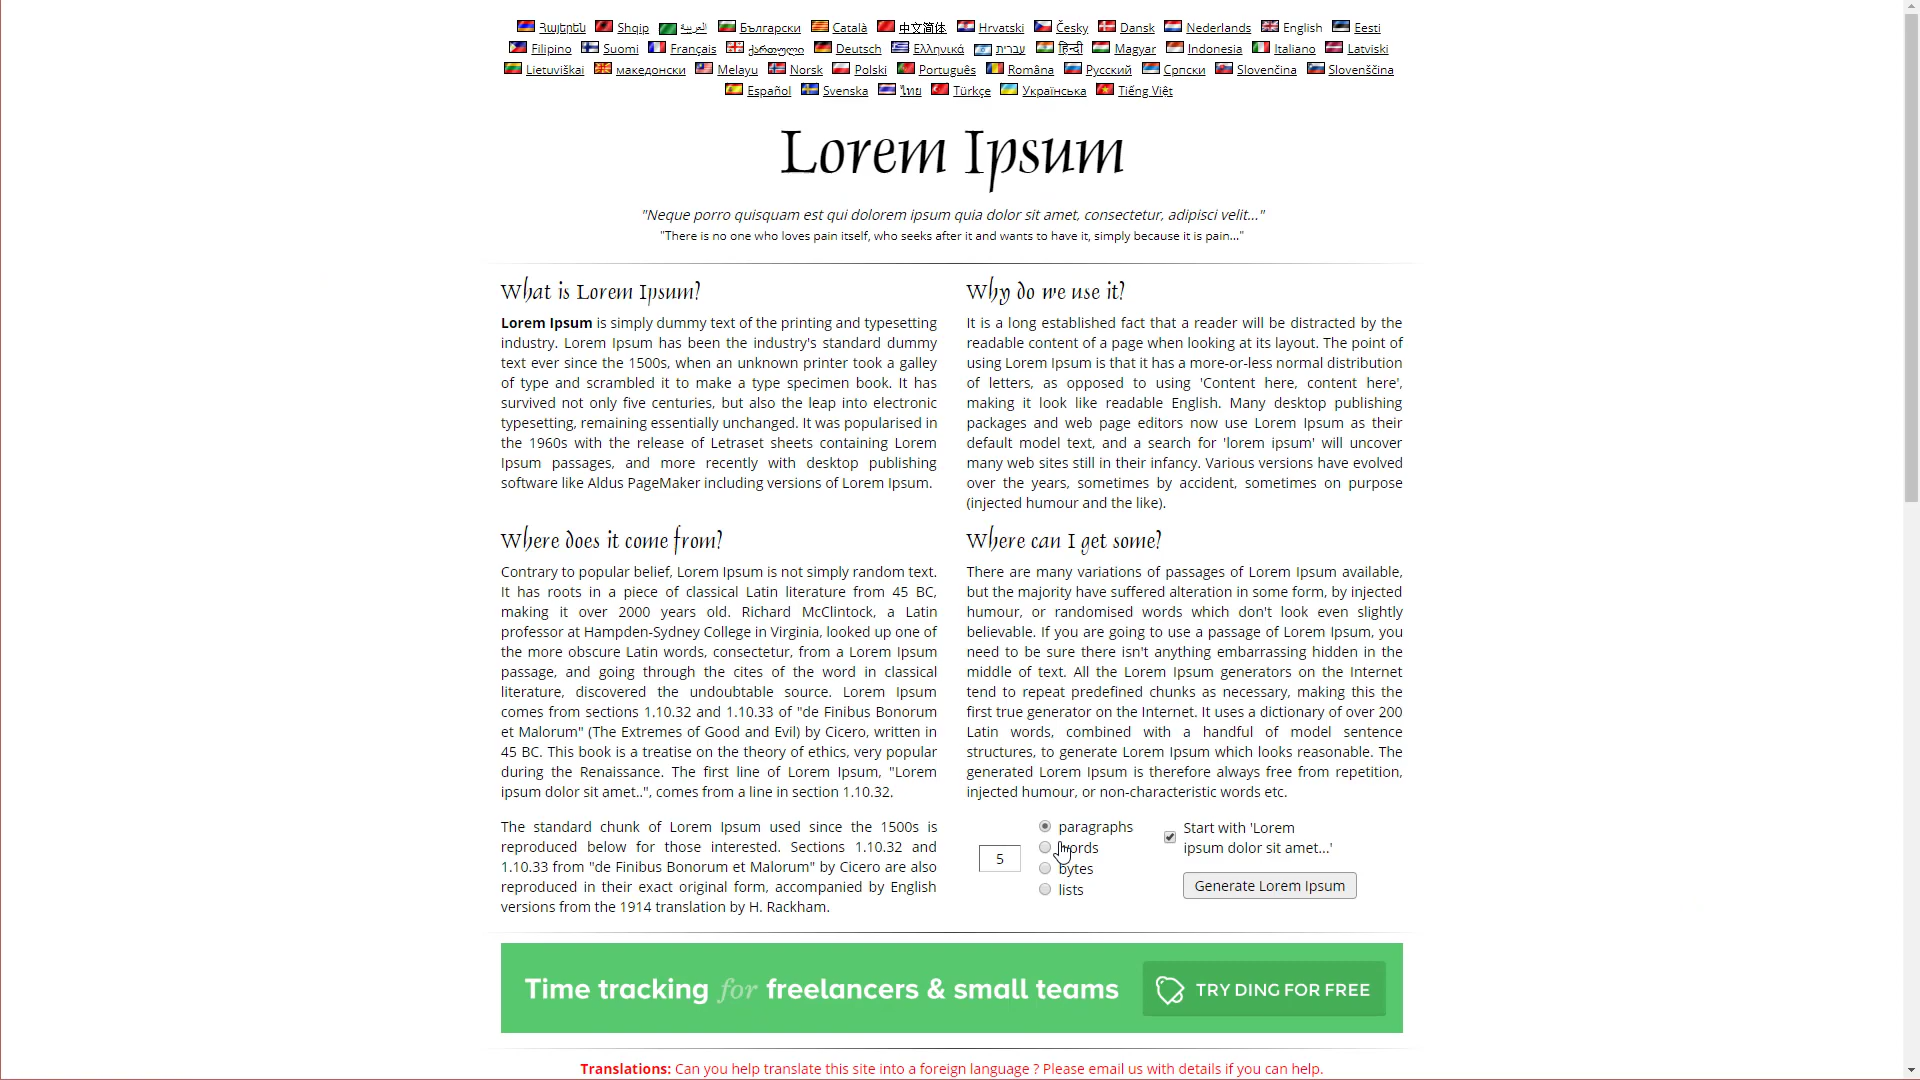 Հայերեն Shqip العربية Български Català 中文简体 Hrvatski Česky Dansk Nederlands English Eesti
Filipino Suomi Français ქართული Deutsch Ελληνικά עברית हिन्दी Magyar Indonesia Italiano Latviski
Lietuviškai македонски Melayu Norsk Polski Português Româna Русский Српски Slovenčina Slovenščina
Español Svenska ไทย Türkçe Українська Tiếng Việt
Lorem Ipsum
"Neque porro quisquam est qui dolorem ipsum quia dolor sit amet, consectetur, adipisci velit..."
"There is no one who loves pain itself, who seeks after it and wants to have it, simply because it is pain..."
What is Lorem Ipsum?
Lorem Ipsum is simply dummy text of the printing and typesetting
industry. Lorem Ipsum has been the industry's standard dummy
text ever since the 1500s, when an unknown printer took a galley
of type and scrambled it to make a type specimen book. It has
survived not only five centuries, but also the leap into electronic
typesetting, remaining essentially unchanged. It was popularised in
the 1960s with the release of Letraset sheets containing Lorem
Ipsum passages, and more recently with desktop publishing
software like Aldus PageMaker including versions of Lorem Ipsum.
Why do we use it?
It is a long established fact that a reader will be distracted by the
readable content of a page when looking at its layout. The point of
using Lorem Ipsum is that it has a more-or-less normal distribution
of letters, as opposed to using 'Content here, content here',
making it look like readable English. Many desktop publishing
packages and web page editors now use Lorem Ipsum as their
default model text, and a search for 'lorem ipsum' will uncover
many web sites still in their infancy. Various versions have evolved
over the years, sometimes by accident, sometimes on purpose
(injected humour and the like).
Where does it come from?
Contrary to popular belief, Lorem Ipsum is not simply random text.
It has roots in a piece of classical Latin literature from 45 BC,
making it over 2000 years old. Richard McClintock, a Latin
professor at Hampden-Sydney College in Virginia, looked up one of
the more obscure Latin words, consectetur, from a Lorem Ipsum
passage, and going through the cites of the word in classical
literature, discovered the undoubtable source. Lorem Ipsum
comes from sections 1.10.32 and 1.10.33 of "de Finibus Bonorum
et Malorum" (The Extremes of Good and Evil) by Cicero, written in
45 BC. This book is a treatise on the theory of ethics, very popular
during the Renaissance. The first line of Lorem Ipsum, "Lorem
ipsum dolor sit amet..", comes from a line in section 1.10.32.
The standard chunk of Lorem Ipsum used since the 1500s is
reproduced below for those interested. Sections 1.10.32 and
1.10.33 from "de Finibus Bonorum et Malorum" by Cicero are also
reproduced in their exact original form, accompanied by English
versions from the 1914 translation by H. Rackham.
Where can I get some?
There are many variations of passages of Lorem Ipsum available,
but the majority have suffered alteration in some form, by injected
humour, or randomised words which don't look even slightly
believable. If you are going to use a passage of Lorem Ipsum, you
need to be sure there isn't anything embarrassing hidden in the
middle of text. All the Lorem Ipsum generators on the Internet
tend to repeat predefined chunks as necessary, making this the
first true generator on the Internet. It uses a dictionary of over 200
Latin words, combined with a handful of model sentence
structures, to generate Lorem Ipsum which looks reasonable. The
generated Lorem Ipsum is therefore always free from repetition,
injected humour, or non-characteristic words etc.
5
paragraphs
words
bytes
lists
Start with 'Lorem
ipsum dolor sit amet...'
Generate Lorem Ipsum
Time tracking for freelancers & small teams
TRY DING FOR FREE
Translations: Can you help translate this site into a foreign language ? Please email us with details if you can help.